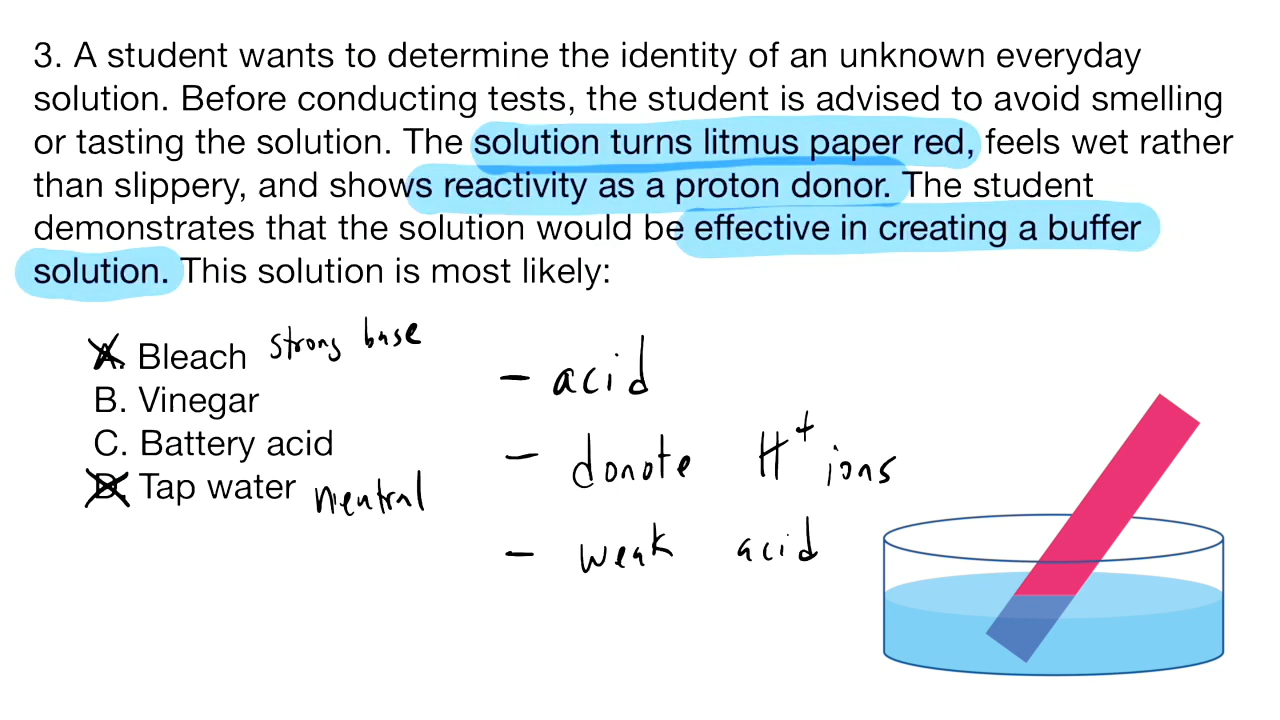 3. A student wants to determine the identity of an unknown everyday
solution. Before conducting tests, the student is advised to avoid smelling
or tasting the solution. The solution turns litmus paper red, feels wet rather
than slippery, and shows reactivity as a proton donor. The student
demonstrates that the solution would be effective in creating a buffer
solution. This solution is most likely:
A. Bleach strong base
B. Vinegar
C. Battery acid
D. Tap water neutral
- acid
- donote H+ ions
- weak acid